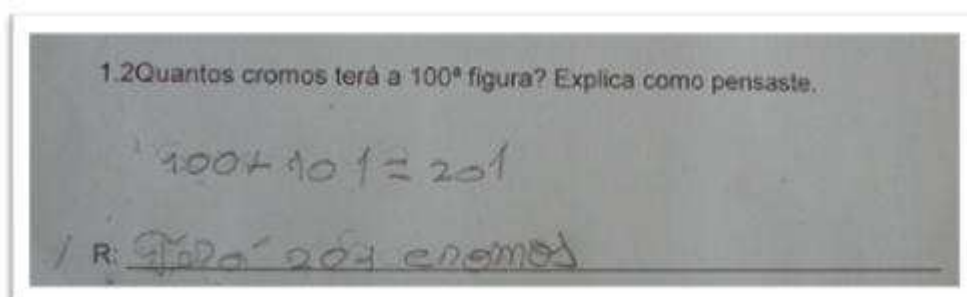 1.2Quantos cromos terá a 100ª figura? Explica como pensaste.
100+101=201
R: Terá 201 cromos